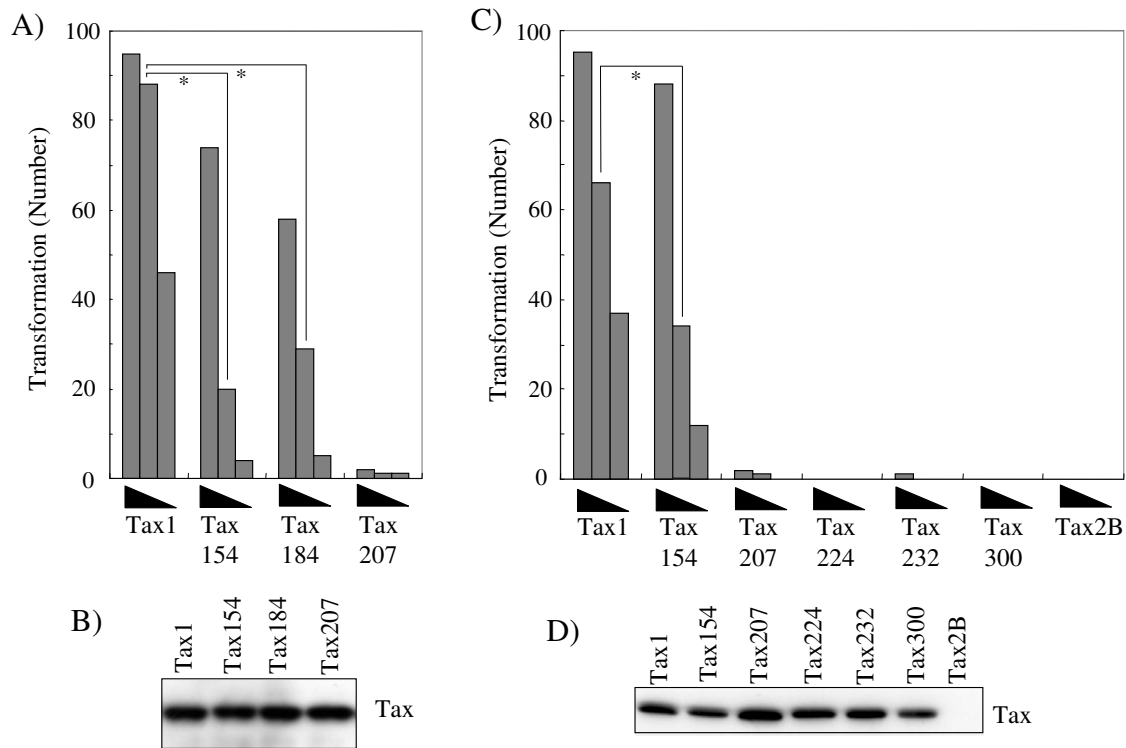 A)
Transformation (Number)
100
80
60
40
20
0
*
*
Tax1
Tax
154
Tax
184
Tax
207
B)
Tax1
Tax154
Tax184
Tax207
Tax
C)
Transformation (Number)
100
80
60
40
20
0
*
Tax1
Tax
154
Tax
207
Tax
224
Tax
232
Tax
300
Tax2B
D)
Tax1
Tax154
Tax207
Tax224
Tax232
Tax300
Tax2B
Tax